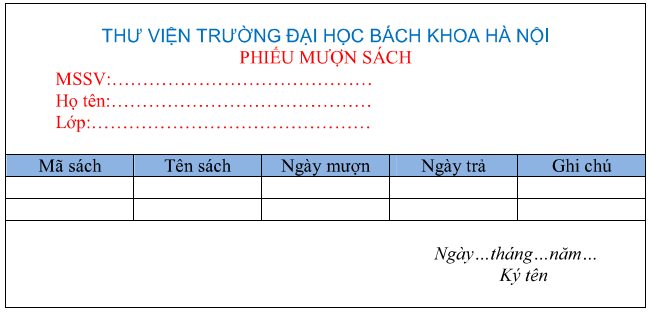 THƯ VIỆN TRƯỜNG ĐẠI HỌC BÁCH KHOA HÀ NỘI
PHIẾU MƯỢN SÁCH
MSSV:……………………………………
Họ tên:……………………………………
Lớp:………………………………………
Mã sách Tên sách Ngày mượn Ngày trả Ghi chú
Ngày…tháng…năm…
Ký tên